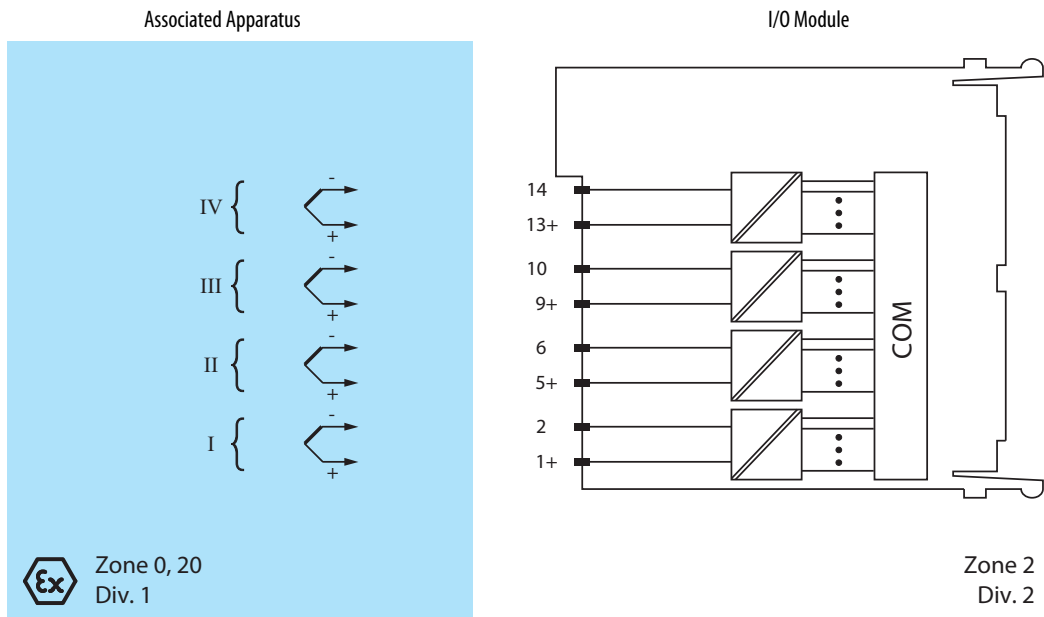 Associated Apparatus
I/O Module
IV
-
+
III
-
+
II
-
+
I
-
+
14
13+
10
9+
6
5+
2
1+
COM
Ex
Zone 0, 20
Div. 1
Zone 2
Div. 2